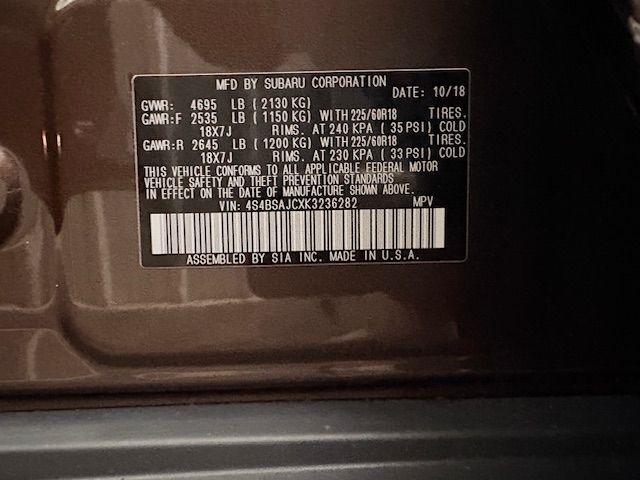 MFD BY SUBARU CORPORATION
DATE: 10/18
GVWR: 4695 LB (2130 KG)
GAWR:F 2535 LB (1150 KG) WITH 225/60R18 TIRES.
18X7J RIMS. AT 240 KPA (35 PSI) COLD
GAWR:R 2645 LB (1200 KG) WITH 225/60R18 TIRES.
18X7J RIMS. AT 230 KPA (33 PSI) COLD
THIS VEHICLE CONFORMS TO ALL APPLICABLE FEDERAL MOTOR
VEHICLE SAFETY AND THEFT PREVENTION STANDARDS
IN EFFECT ON THE DATE OF MANUFACTURE SHOWN ABOVE.
VIN: 4S4BSAJCXK3236282 MPV
ASSEMBLED BY SIA INC. MADE IN U.S.A.